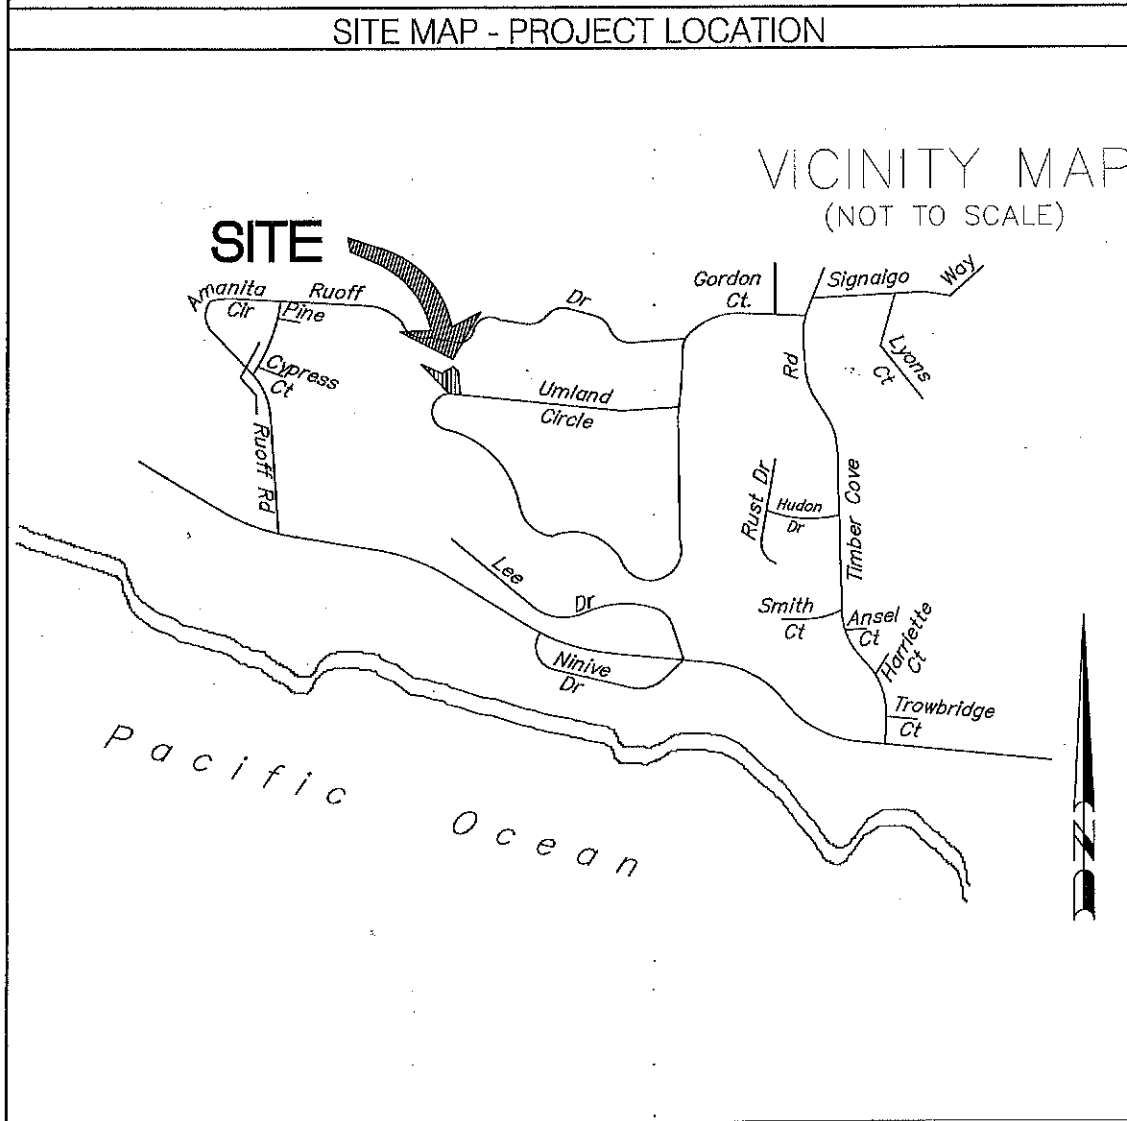 SITE MAP - PROJECT LOCATION
VICINITY MAP
(NOT TO SCALE)
SITE
Amanita
Cir
Ruoff
Pine
Dr
Gordon
Ct.
Signalgo
Way
Lyons
Ct
Cypress
Ct
Umland
Circle
Rd
Ruoff Rd
Rust Dr
Hudon
Dr
Timber Cove
Lee
Dr
Smith
Ct
Ansel
Ct
Harriette
Ct
Ninive
Dr
Trowbridge
Ct
Pacific Ocean
N